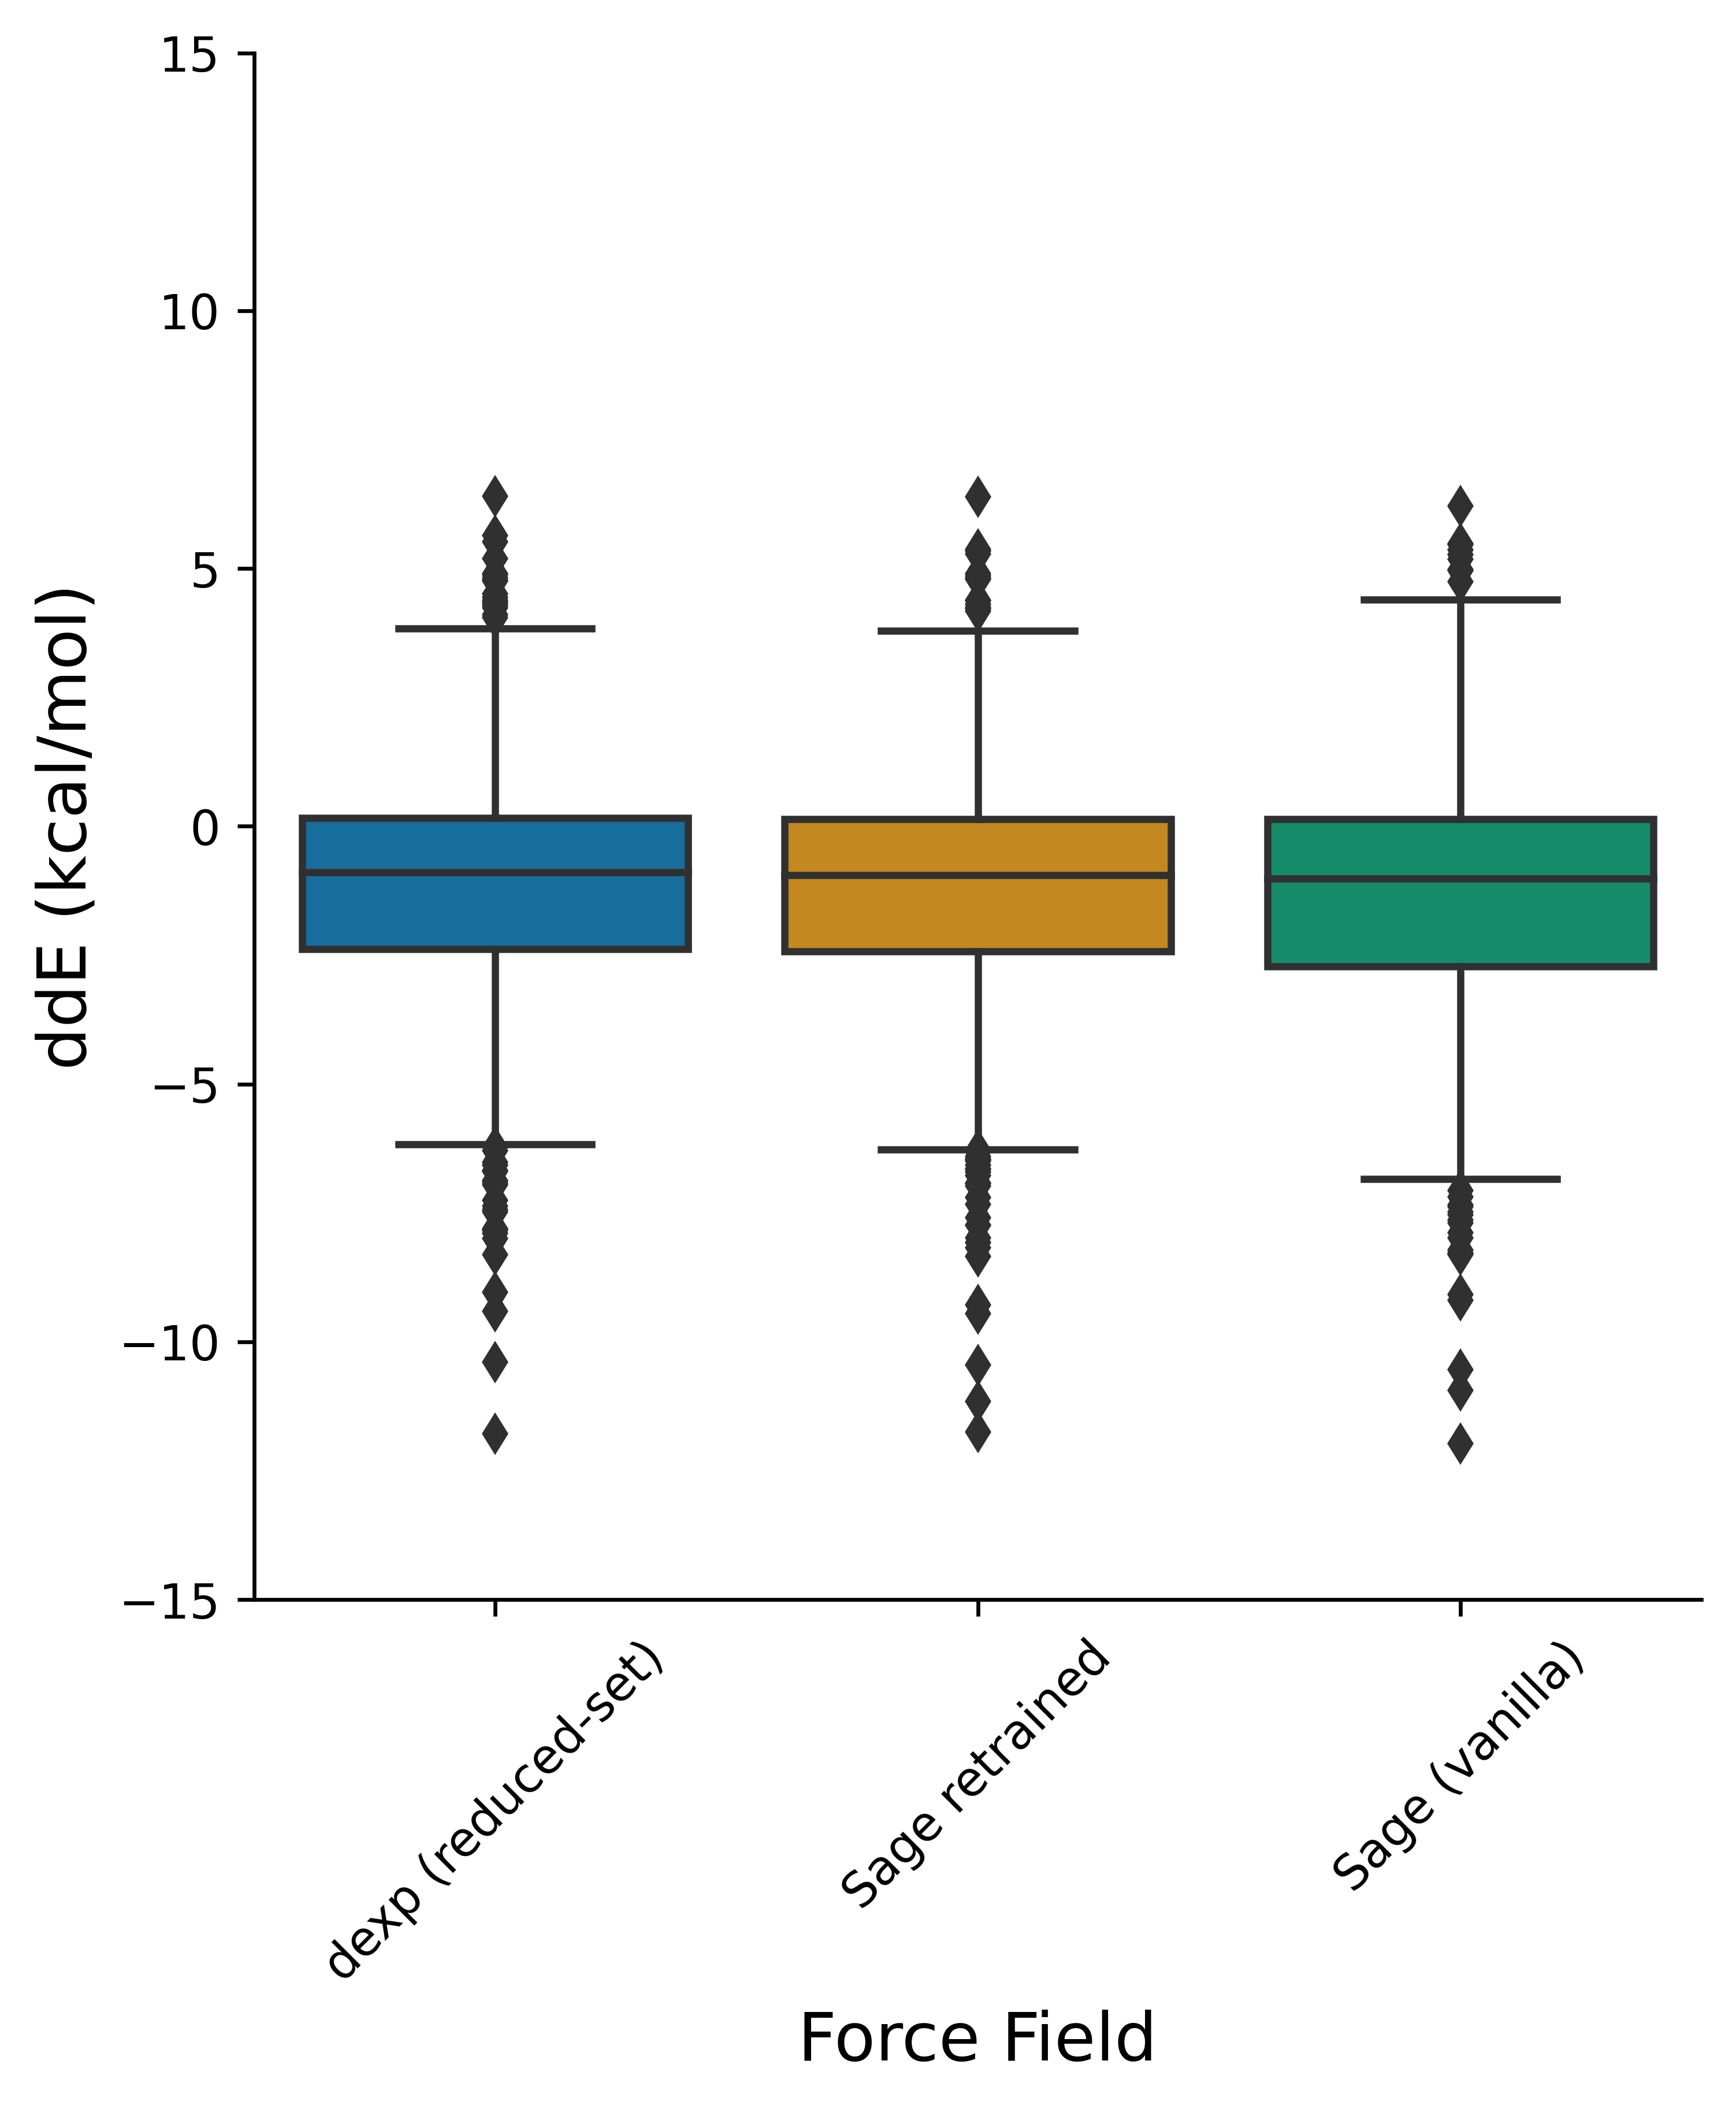 15
10
5
0
−5
−10
−15
ddE (kcal/mol)
dexp (reduced-set)
Sage retrained
Sage (vanilla)
Force Field